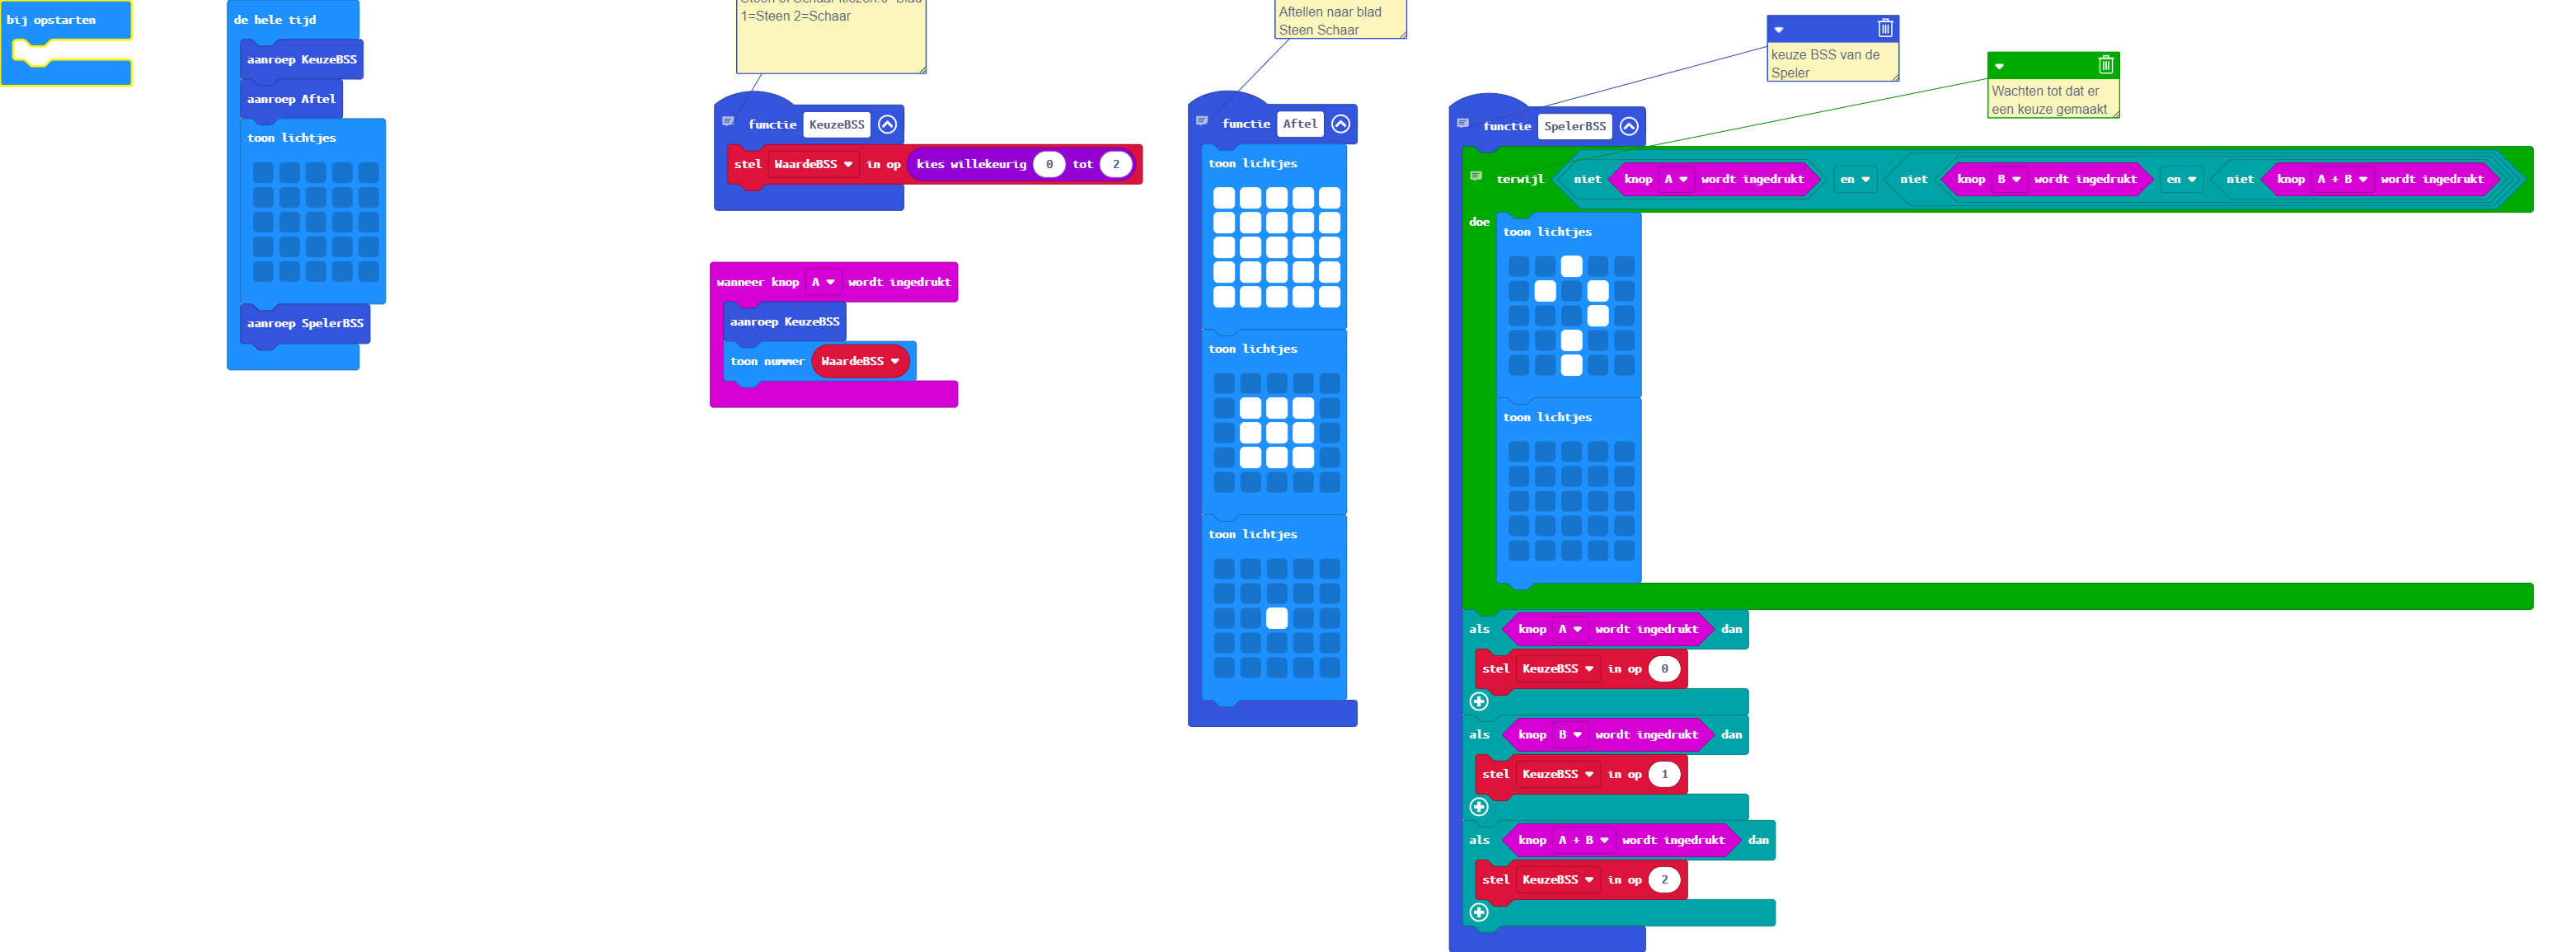 bij opstarten
de hele tijd
aanroep KeuzeBSS
aanroep Aftel
toon lichtjes
aanroep SpelerBSS
1=Steen 2=Schaar
functie KeuzeBSS
stel WaardeBSS in op kies willekeurig 0 tot 2
wanneer knop A wordt ingedrukt
aanroep KeuzeBSS
toon nummer WaardeBSS
Aftellen naar blad
Steen Schaar
functie Aftel
toon lichtjes
toon lichtjes
toon lichtjes
keuze BSS van de
Speler
Wachten tot dat er
een keuze gemaakt
functie SpelerBSS
terwijl niet knop A wordt ingedrukt en niet knop B wordt ingedrukt en niet knop A + B wordt ingedrukt
doe
toon lichtjes
toon lichtjes
als knop A wordt ingedrukt dan
stel KeuzeBSS in op 0
als knop B wordt ingedrukt dan
stel KeuzeBSS in op 1
als knop A + B wordt ingedrukt dan
stel KeuzeBSS in op 2